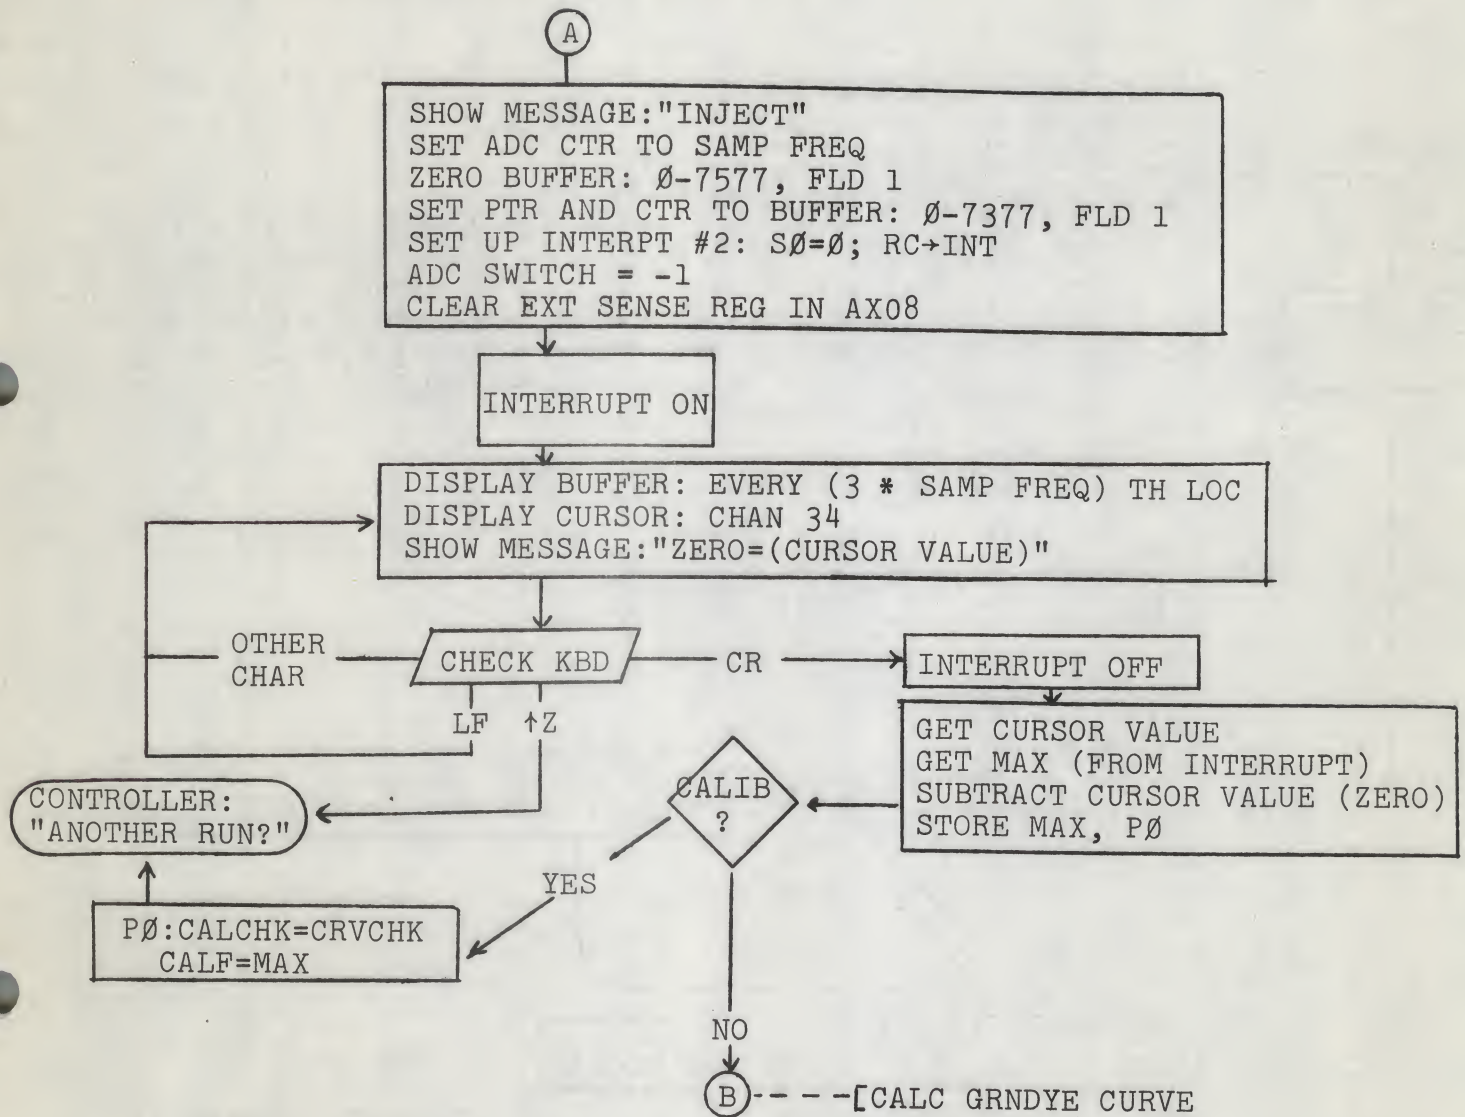 A
SHOW MESSAGE:"INJECT"
SET ADC CTR TO SAMP FREQ
ZERO BUFFER: Ø-7577, FLD 1
SET PTR AND CTR TO BUFFER: Ø-7377, FLD 1
SET UP INTERPT #2: SØ=Ø; RC→INT
ADC SWITCH = -1
CLEAR EXT SENSE REG IN AX08
INTERRUPT ON
DISPLAY BUFFER: EVERY (3 * SAMP FREQ) TH LOC
DISPLAY CURSOR: CHAN 34
SHOW MESSAGE:"ZERO=(CURSOR VALUE)"
OTHER
CHAR
CHECK KBD
CR
INTERRUPT OFF
LF
↑Z
GET CURSOR VALUE
GET MAX (FROM INTERRUPT)
SUBTRACT CURSOR VALUE (ZERO)
STORE MAX, PØ
CALIB
?
CONTROLLER:
"ANOTHER RUN?"
YES
PØ:CALCHK=CRVCHK
CALF=MAX
NO
B
[CALC GRNDYE CURVE